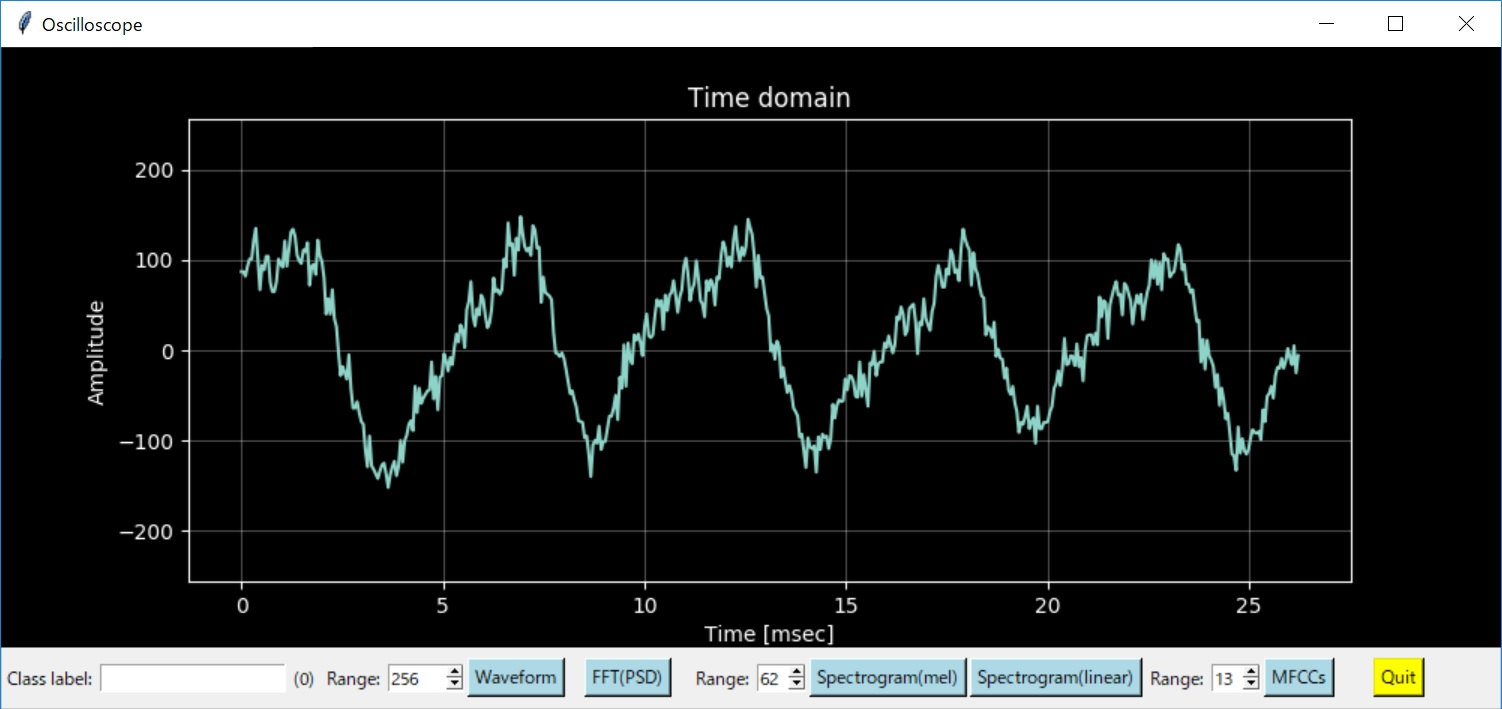 Oscilloscope
Time domain
200
100
0
−100
−200
Amplitude
0 5 10 15 20 25
Time [msec]
Class label: (0) Range: 256 Waveform FFT(PSD) Range: 62 Spectrogram(mel) Spectrogram(linear) Range: 13 MFCCs Quit